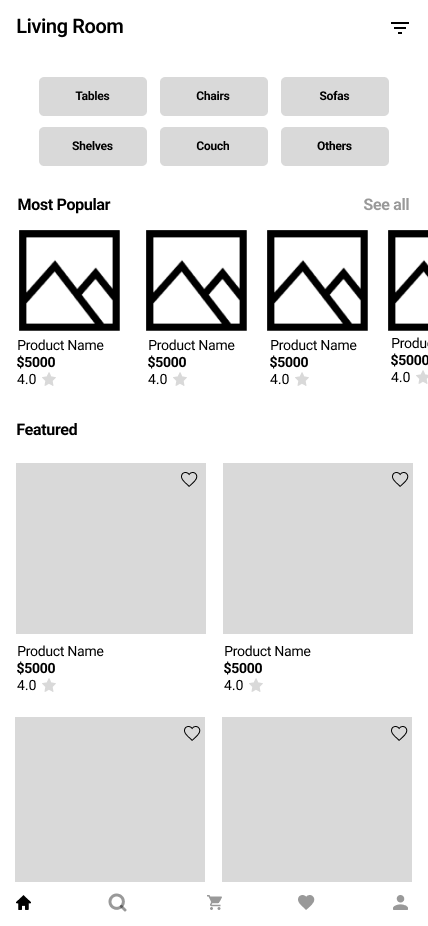 Living Room
Tables Chairs Sofas
Shelves Couch Others
Most Popular See all
Product Name Product Name Product Name Produc
$5000 $5000 $5000 $5000
4.0 4.0 4.0 4.0
Featured
Product Name Product Name
$5000 $5000
4.0 4.0